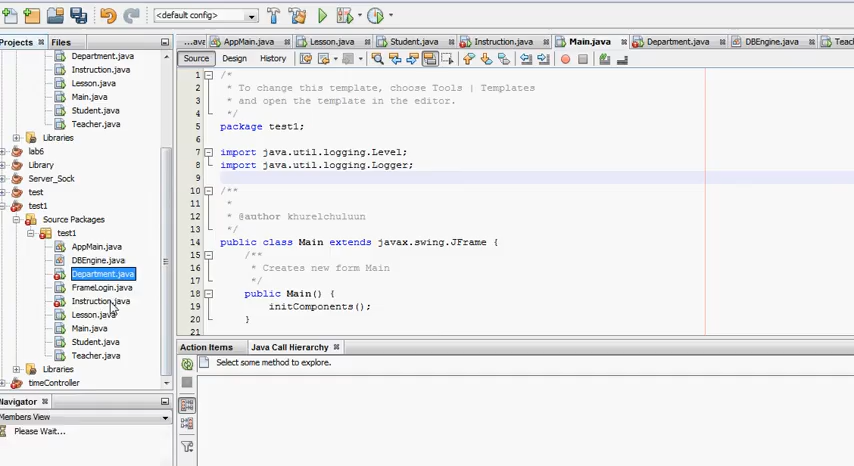 <default config>
Projects
Files
Department.java
Instruction.java
Lesson.java
Main.java
Student.java
Teacher.java
Libraries
lab6
Library
Server_Sock
test
test1
Source Packages
test1
AppMain.java
DBEngine.java
Department.java
FrameLogin.java
Instruction.java
Lesson.java
Main.java
Student.java
Teacher.java
Libraries
timeController
Navigator
Members View
Please Wait...
...ava
AppMain.java
Lesson.java
Student.java
Instruction.java
Main.java
Department.java
DBEngine.java
Teach
Source
Design
History
1 /*
2 * To change this template, choose Tools | Templates
3 * and open the template in the editor.
4 */
5 package test1;
6
7 import java.util.logging.Level;
8 import java.util.logging.Logger;
9
10 /**
11 *
12 * @author khurelchuluun
13 */
14 public class Main extends javax.swing.JFrame {
15 /**
16 * Creates new form Main
17 */
18 public Main() {
19 initComponents();
20 }
21
Action Items
Java Call Hierarchy
Select some method to explore.